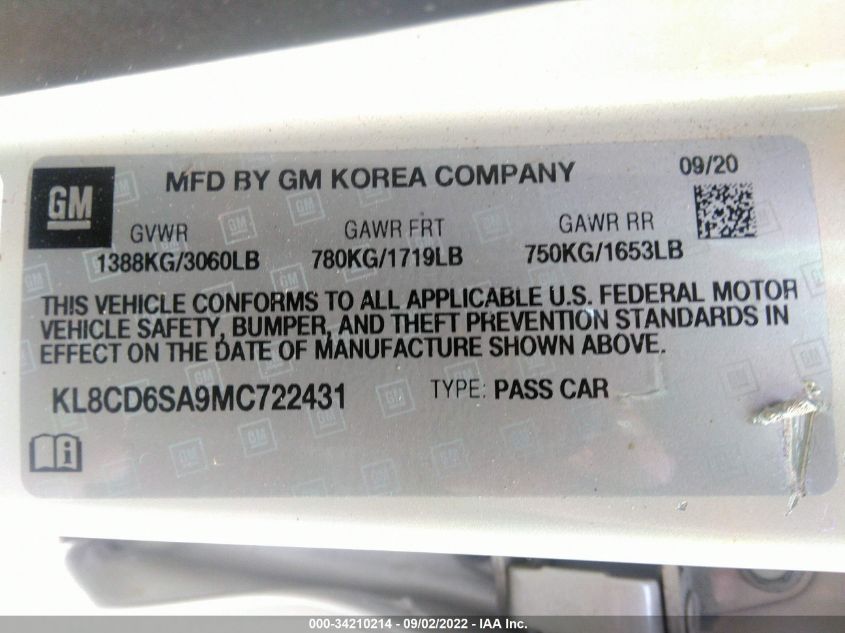 GM
MFD BY GM KOREA COMPANY
09/20
GVWR GAWR FRT GAWR RR
1388KG/3060LB 780KG/1719LB 750KG/1653LB
THIS VEHICLE CONFORMS TO ALL APPLICABLE U.S. FEDERAL MOTOR
VEHICLE SAFETY, BUMPER, AND THEFT PREVENTION STANDARDS IN
EFFECT ON THE DATE OF MANUFACTURE SHOWN ABOVE.
KL8CD6SA9MC722431 TYPE: PASS CAR
000-34210214 - 09/02/2022 - IAA Inc.